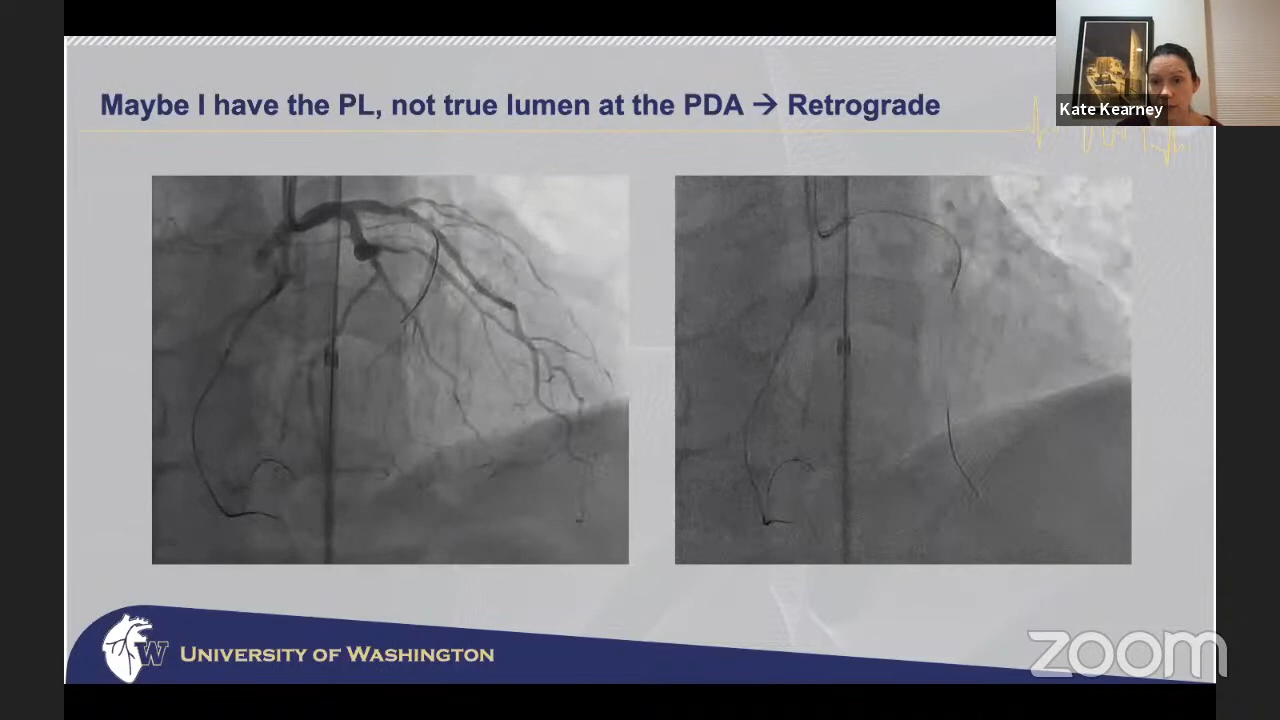 Maybe I have the PL, not true lumen at the PDA → Retrograde
Kate Kearney
W
UNIVERSITY OF WASHINGTON
zoom